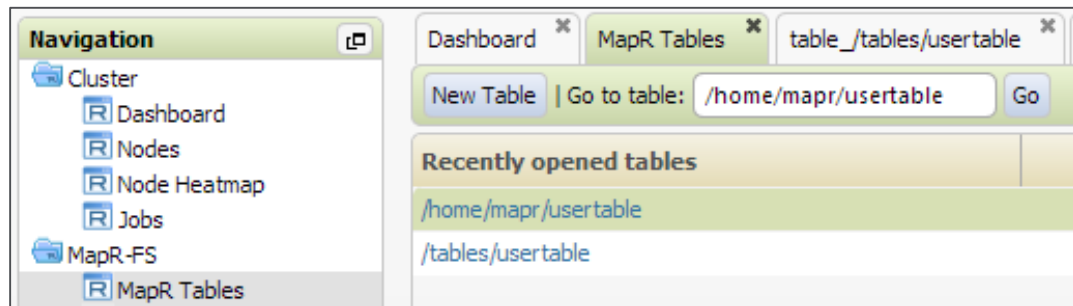 Navigation
Cluster
Dashboard
Nodes
Node Heatmap
Jobs
MapR-FS
MapR Tables
Dashboard MapR Tables table_/tables/usertable
New Table | Go to table: /home/mapr/usertable Go
Recently opened tables
/home/mapr/usertable
/tables/usertable